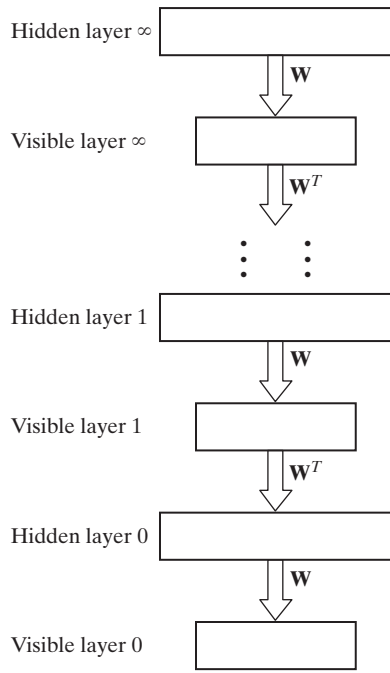 Hidden layer ∞
W
Visible layer ∞
W^T
Hidden layer 1
W
Visible layer 1
W^T
Hidden layer 0
W
Visible layer 0